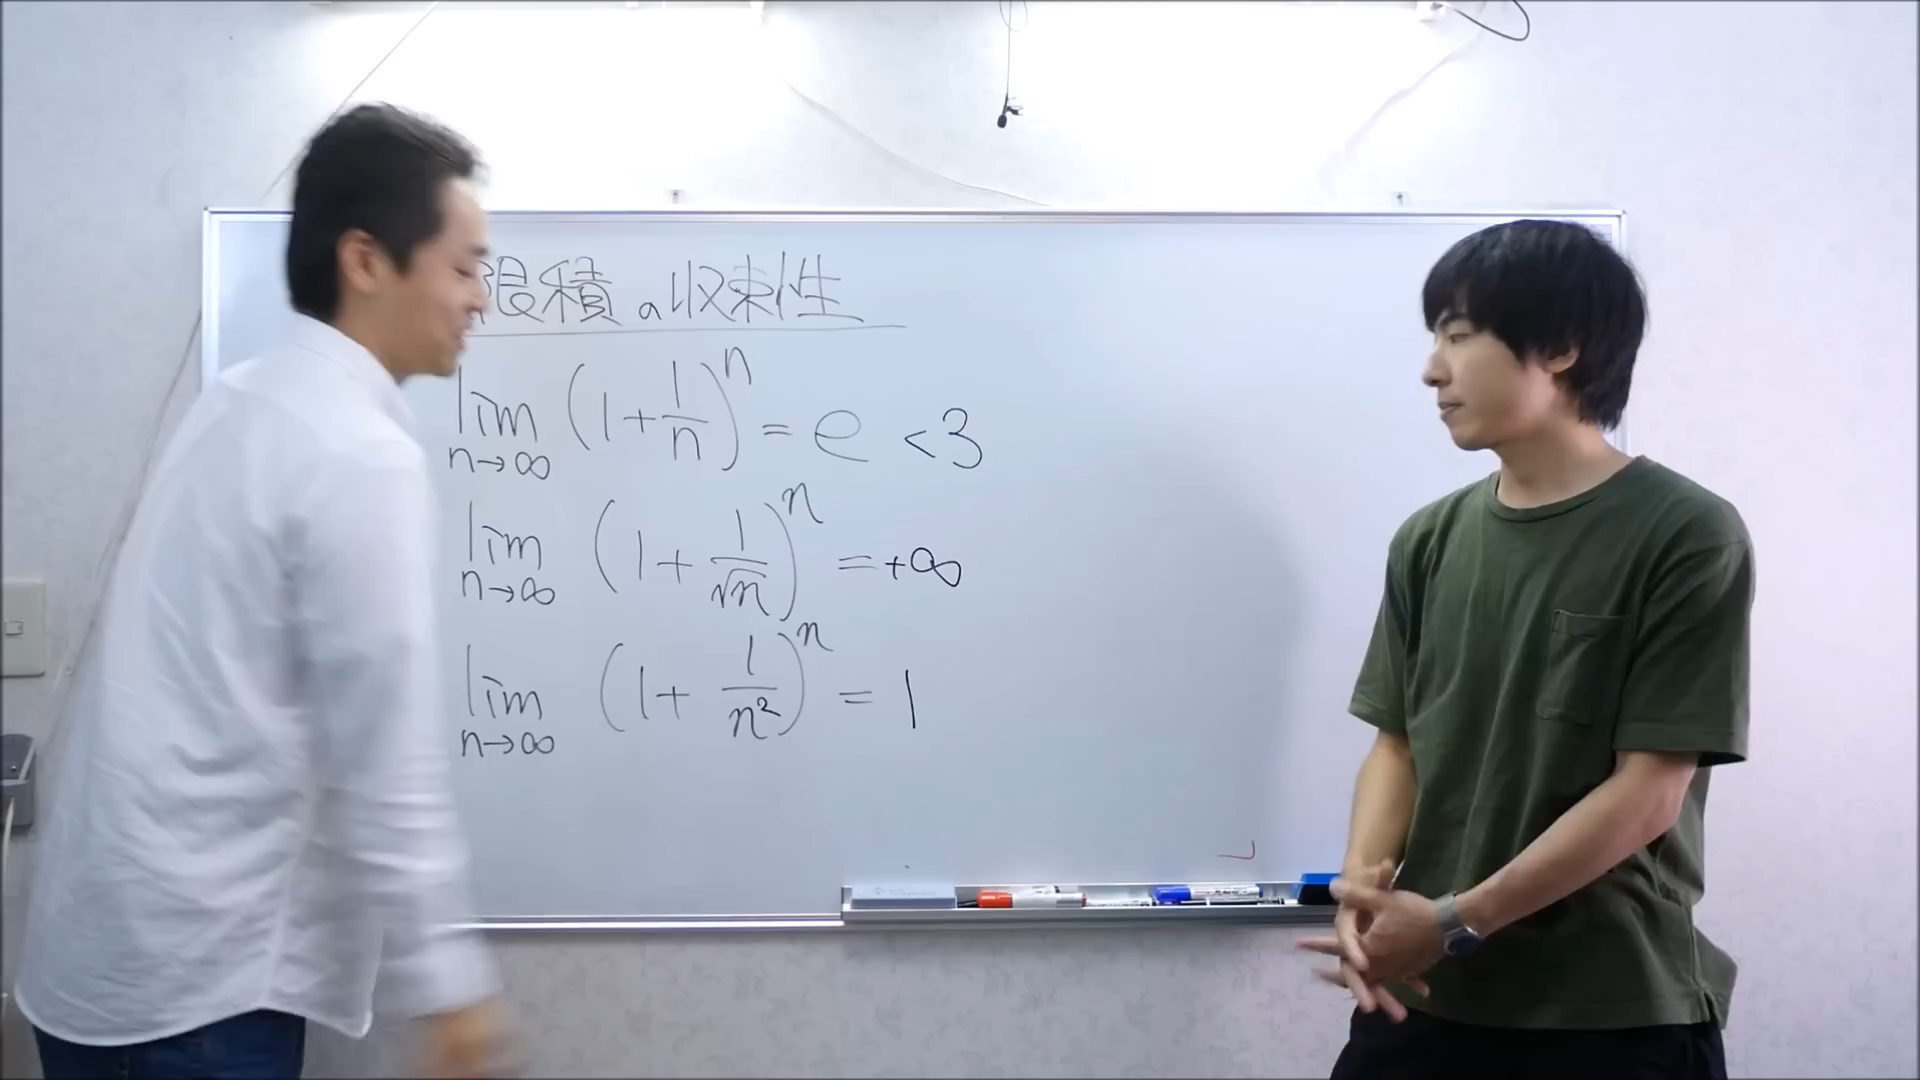 限積の収束性
lim n→∞ (1+1/n)^n = e <3
lim n→∞ (1+1/√n)^n =+∞
lim n→∞ (1+1/n²)^n = 1